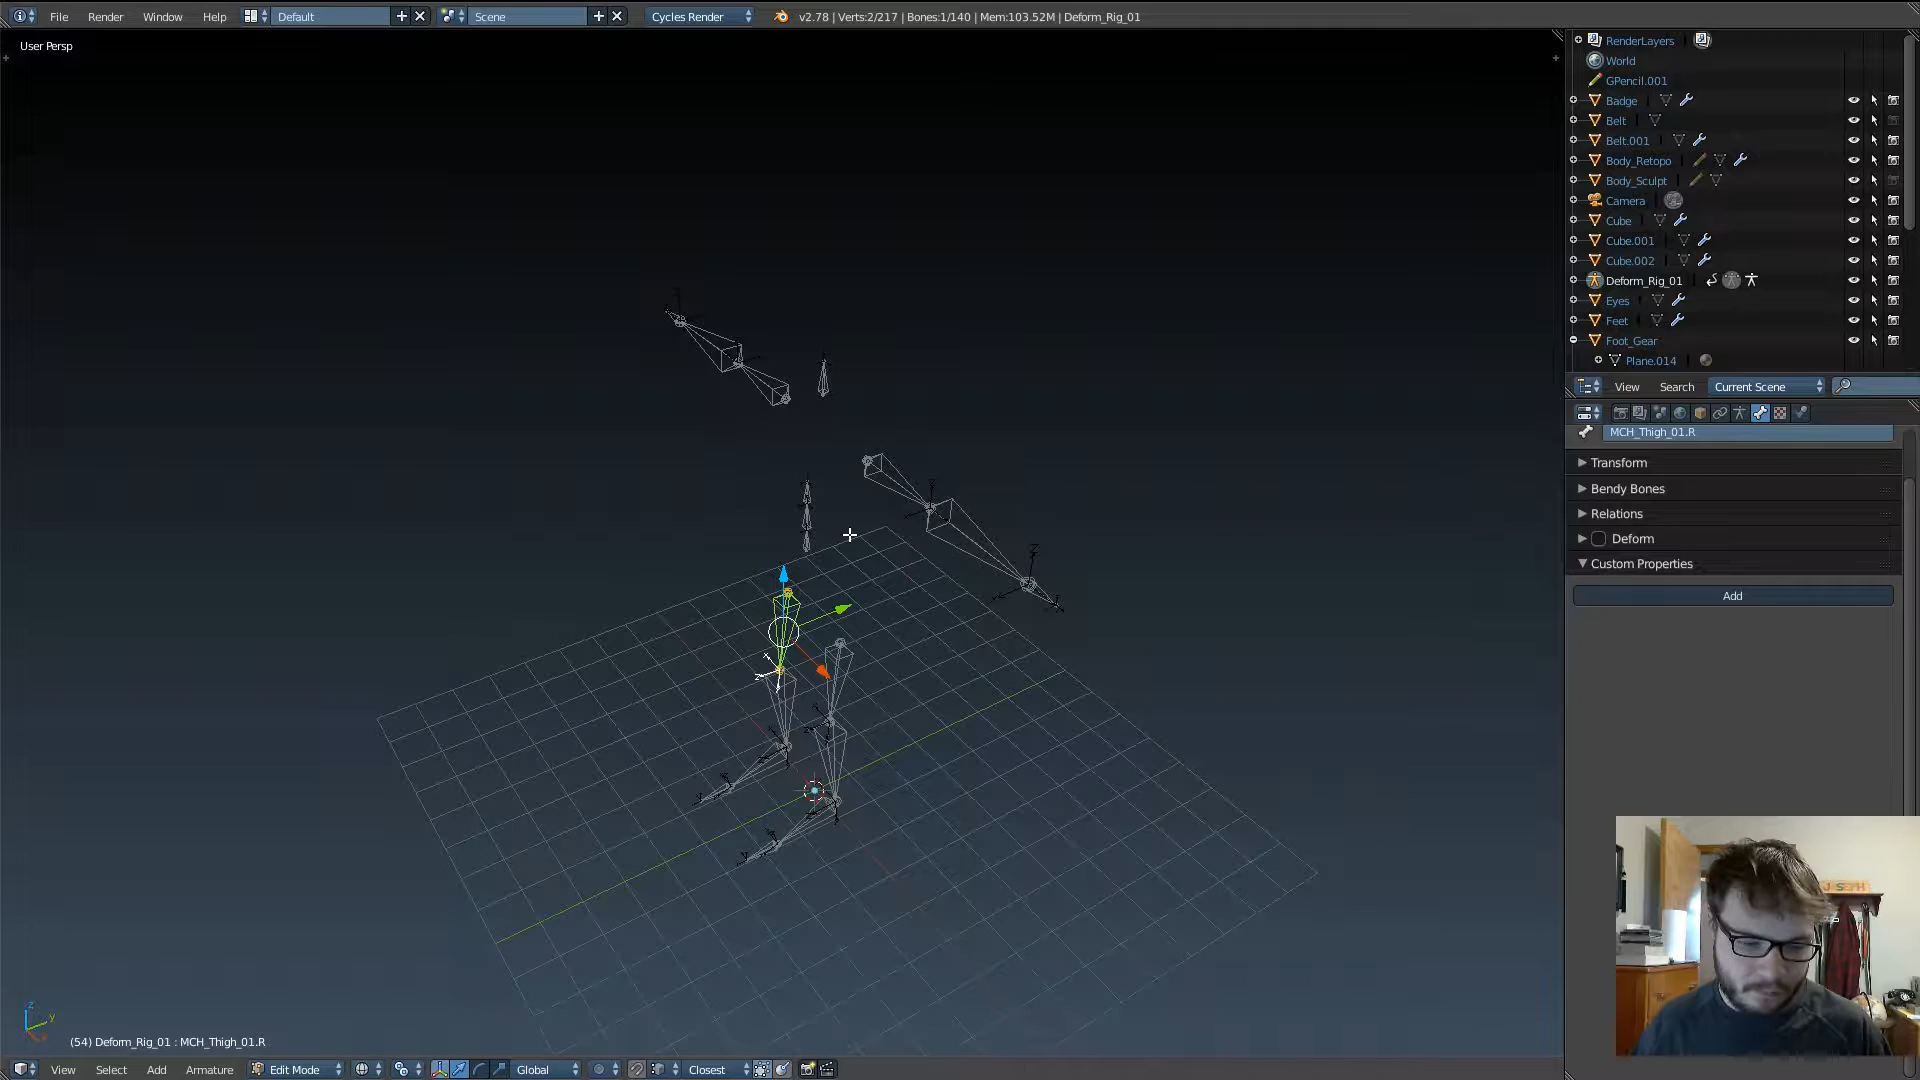 File Render Window Help Default Scene Cycles Render v2.78 | Verts:2/217 | Bones:1/140 | Mem:103.52M | Deform_Rig_01
User Persp
RenderLayers
World
GPencil.001
Badge
Belt
Belt.001
Body_Retopo
Body_Sculpt
Camera
Cube
Cube.001
Cube.002
Deform_Rig_01
Eyes
Feet
Foot_Gear
Plane.014
View Search Current Scene
MCH_Thigh_01.R
Transform
Bendy Bones
Relations
Deform
Custom Properties
Add
(54) Deform_Rig_01 : MCH_Thigh_01.R
View Select Add Armature Edit Mode Global Closest